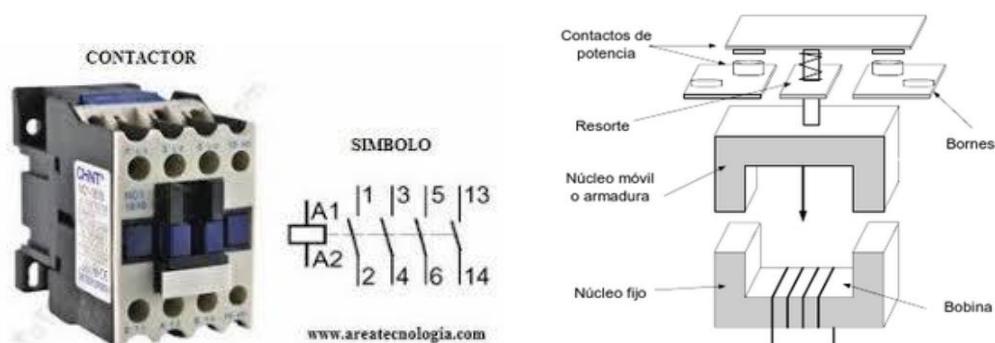 CONTACTOR
CHNT
SIMBOLO
A1
1 3 5 13
A2
2 4 6 14
www.areatecnologia.com
Contactos de
potencia
Resorte
Bornes
Núcleo móvil
o armadura
Núcleo fijo
Bobina